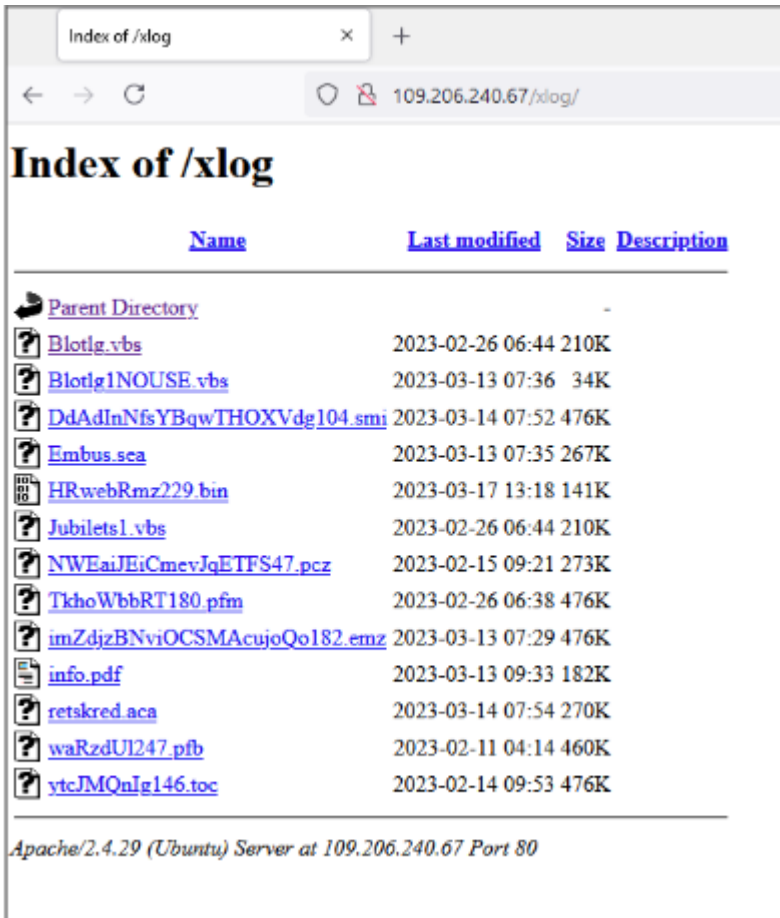 Index of /xlog
109.206.240.67/xlog/
Index of /xlog
Name Last modified Size Description
Parent Directory -
Blotlg.vbs 2023-02-26 06:44 210K
Blotlg1NOUSE.vbs 2023-03-13 07:36 34K
DdAdInNfsYBqwTHOXVdg104.smi 2023-03-14 07:52 476K
Embus.sea 2023-03-13 07:35 267K
HRwebRmz229.bin 2023-03-17 13:18 141K
Jubilets1.vbs 2023-02-26 06:44 210K
NWEaiJEiCmevJqETFS47.pcz 2023-02-15 09:21 273K
TkhoWbbRT180.pfm 2023-02-26 06:38 476K
imZdjzBNviOCSMAcujoQo182.emz 2023-03-13 07:29 476K
info.pdf 2023-03-13 09:33 182K
retskred.aca 2023-03-14 07:54 270K
waRzdUl247.pfb 2023-02-11 04:14 460K
ytcJMQnIg146.toc 2023-02-14 09:53 476K
Apache/2.4.29 (Ubuntu) Server at 109.206.240.67 Port 80